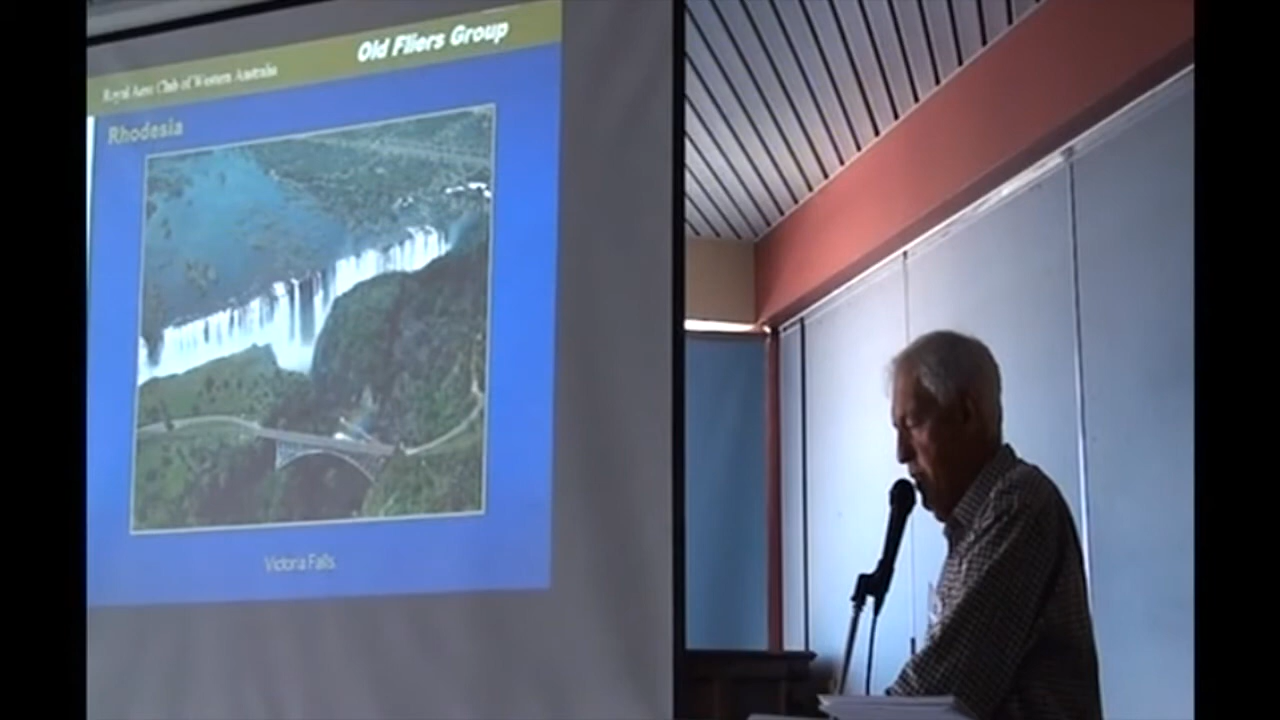 Old Fliers Group
Royal Aero Club of Western Australia
Rhodesia
Victoria Falls